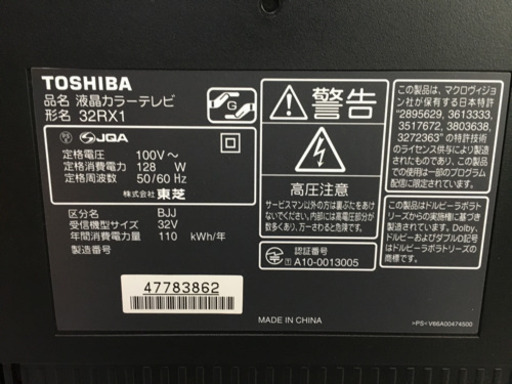 TOSHIBA
品名 液晶カラーテレビ
形名 32RX1
G
JQA
定格電圧 100V～
定格消費電力 128 W
定格周波数 50/60 Hz
株式会社 東芝
区分名 BJJ
受信機型サイズ 32V
年間消費電力量 110 kWh/年
製造番号
47783862
警告
高圧注意
サービスマン以外の方は裏ぶたをあけ
ないでください。内部には高電圧部分が
数多くあり、万一さわると危険です。
認証番号
A10-0013005
MADE IN CHINA
この製品は、マクロヴィジョ
ン社が保有する日本特許
"2895629, 3613333,
3517672, 3803638,
3272363" の特許技術
のライセンス供与により製造
されています。この製品での
使用は一部のプログラム
配信に限定されています。
この製品はドルビーラボラトリ
ーズからの実施権に基づき
製造されています。Dolby、
ドルビーおよびダブルD記号
はドルビーラボラトリーズの
商標です。
>PS< V66A00474500